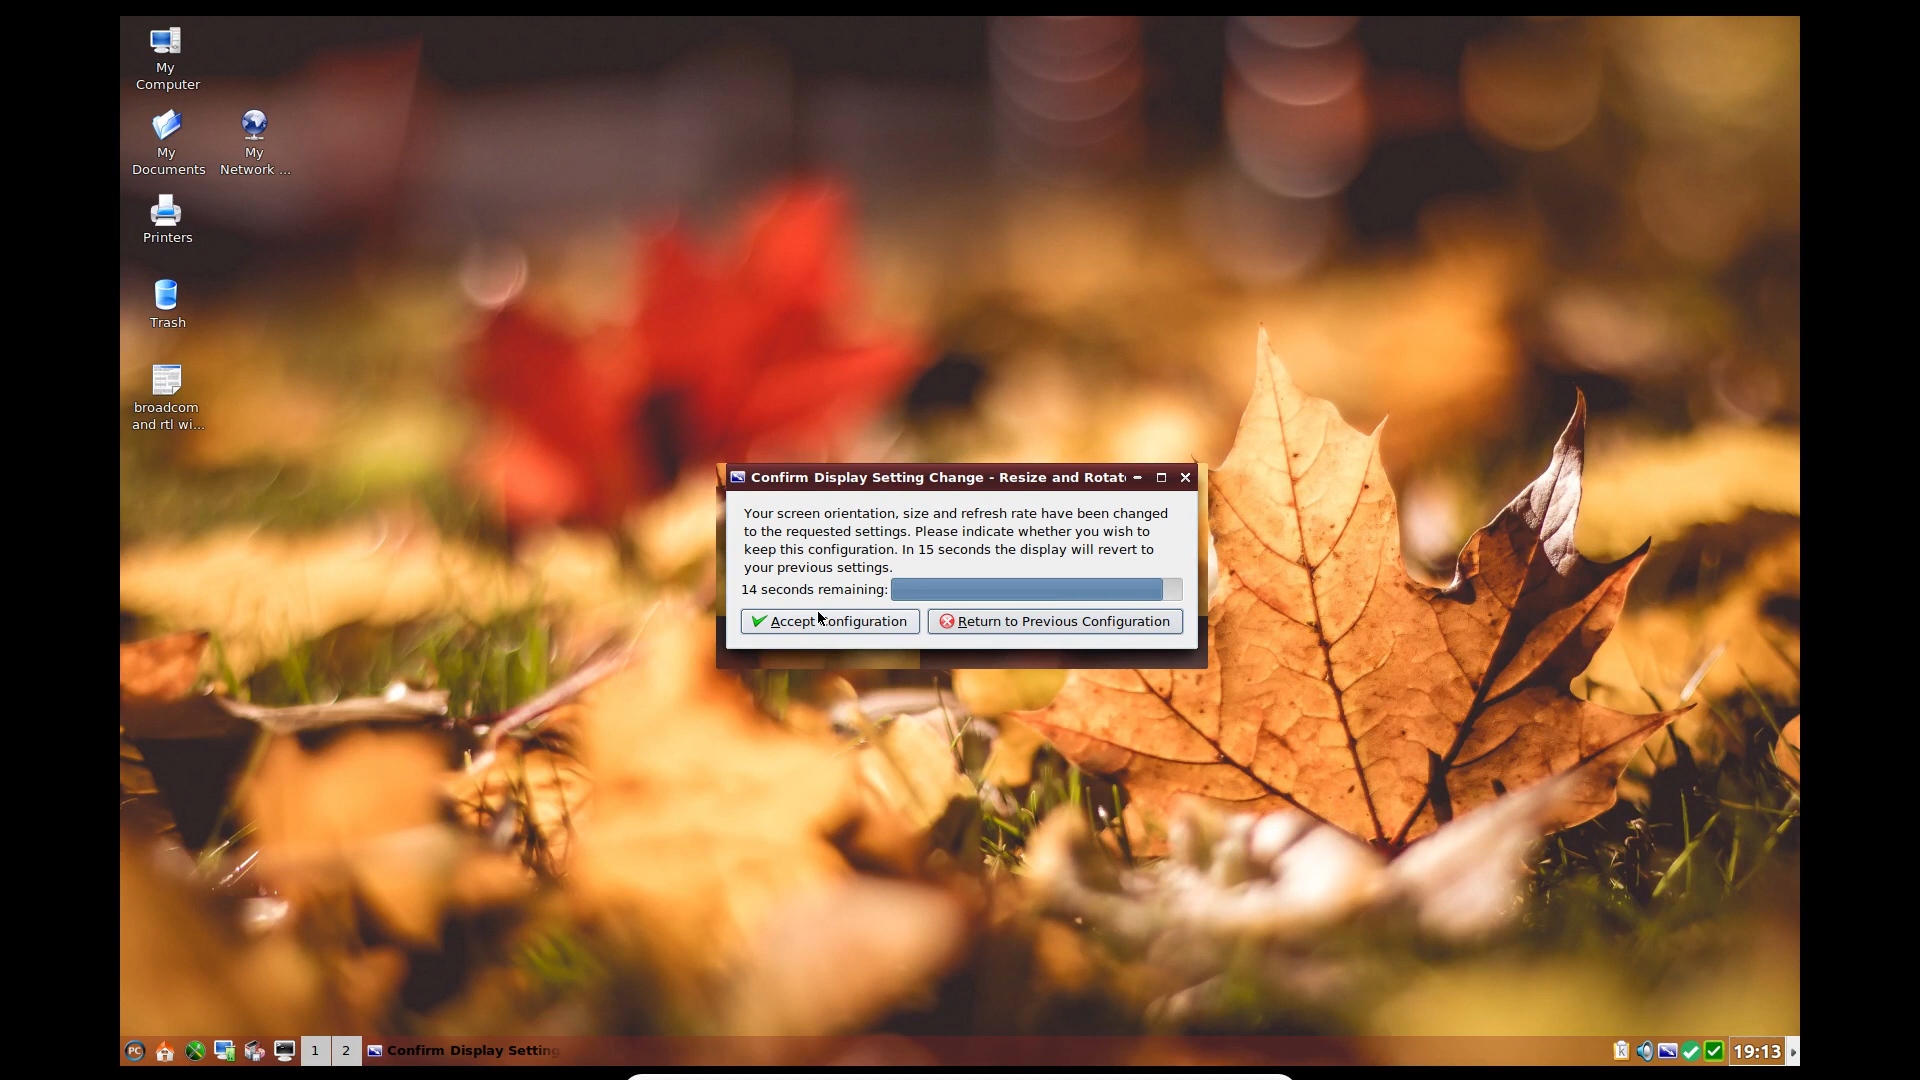 My
Computer
My
Documents
My
Network ...
Printers
Trash
broadcom
and rtl wi...
Confirm Display Setting Change - Resize and Rotat
Your screen orientation, size and refresh rate have been changed
to the requested settings. Please indicate whether you wish to
keep this configuration. In 15 seconds the display will revert to
your previous settings.
14 seconds remaining:
Accept Configuration
Return to Previous Configuration
PC
1
2
Confirm Display Setting
K
19:13